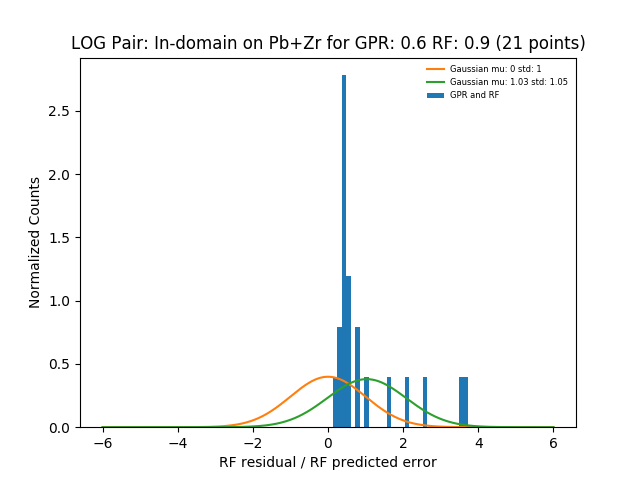 LOG Pair: In-domain on Pb+Zr for GPR: 0.6 RF: 0.9 (21 points)
Gaussian mu: 0 std: 1
Gaussian mu: 1.03 std: 1.05
GPR and RF
Normalized Counts
2.5
2.0
1.5
1.0
0.5
0.0
−6 −4 −2 0 2 4 6
RF residual / RF predicted error